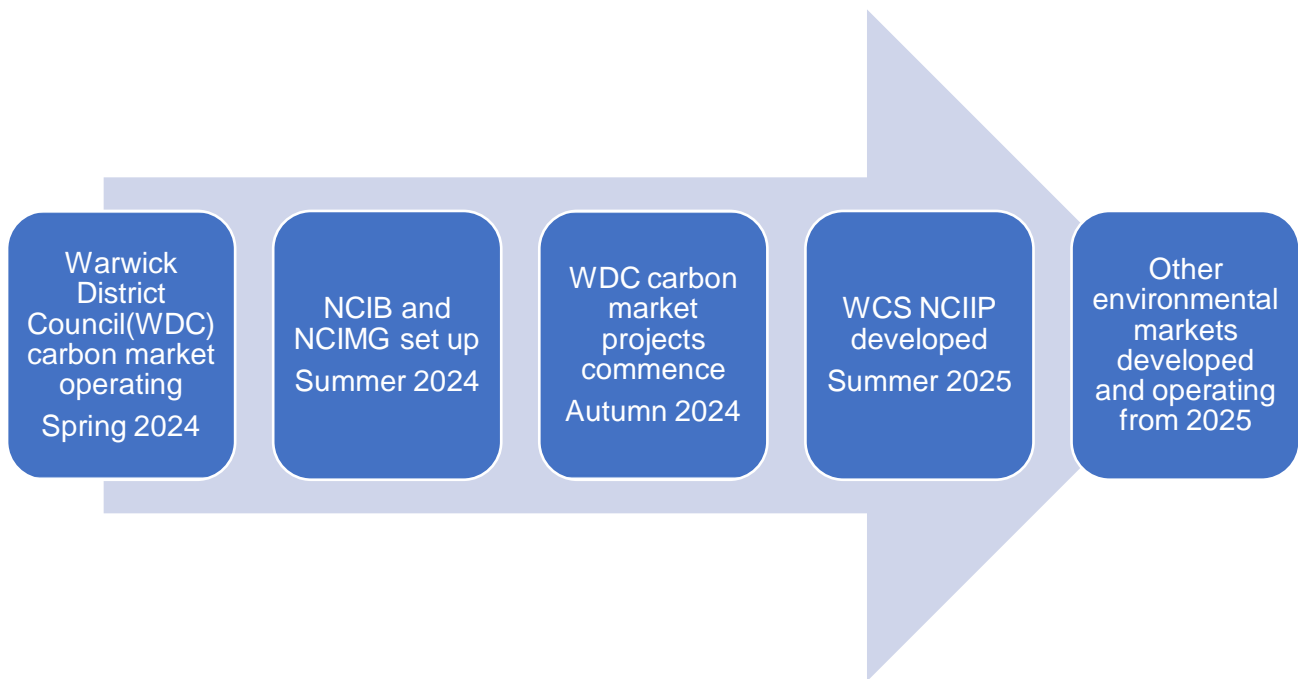 Warwick
District
Council(WDC)
carbon market
operating
Spring 2024
NCIB and
NCIMG set up
Summer 2024
WDC carbon
market
projects
commence
Autumn 2024
WCS NCIIP
developed
Summer 2025
Other
environmental
markets
developed
and operating
from 2025